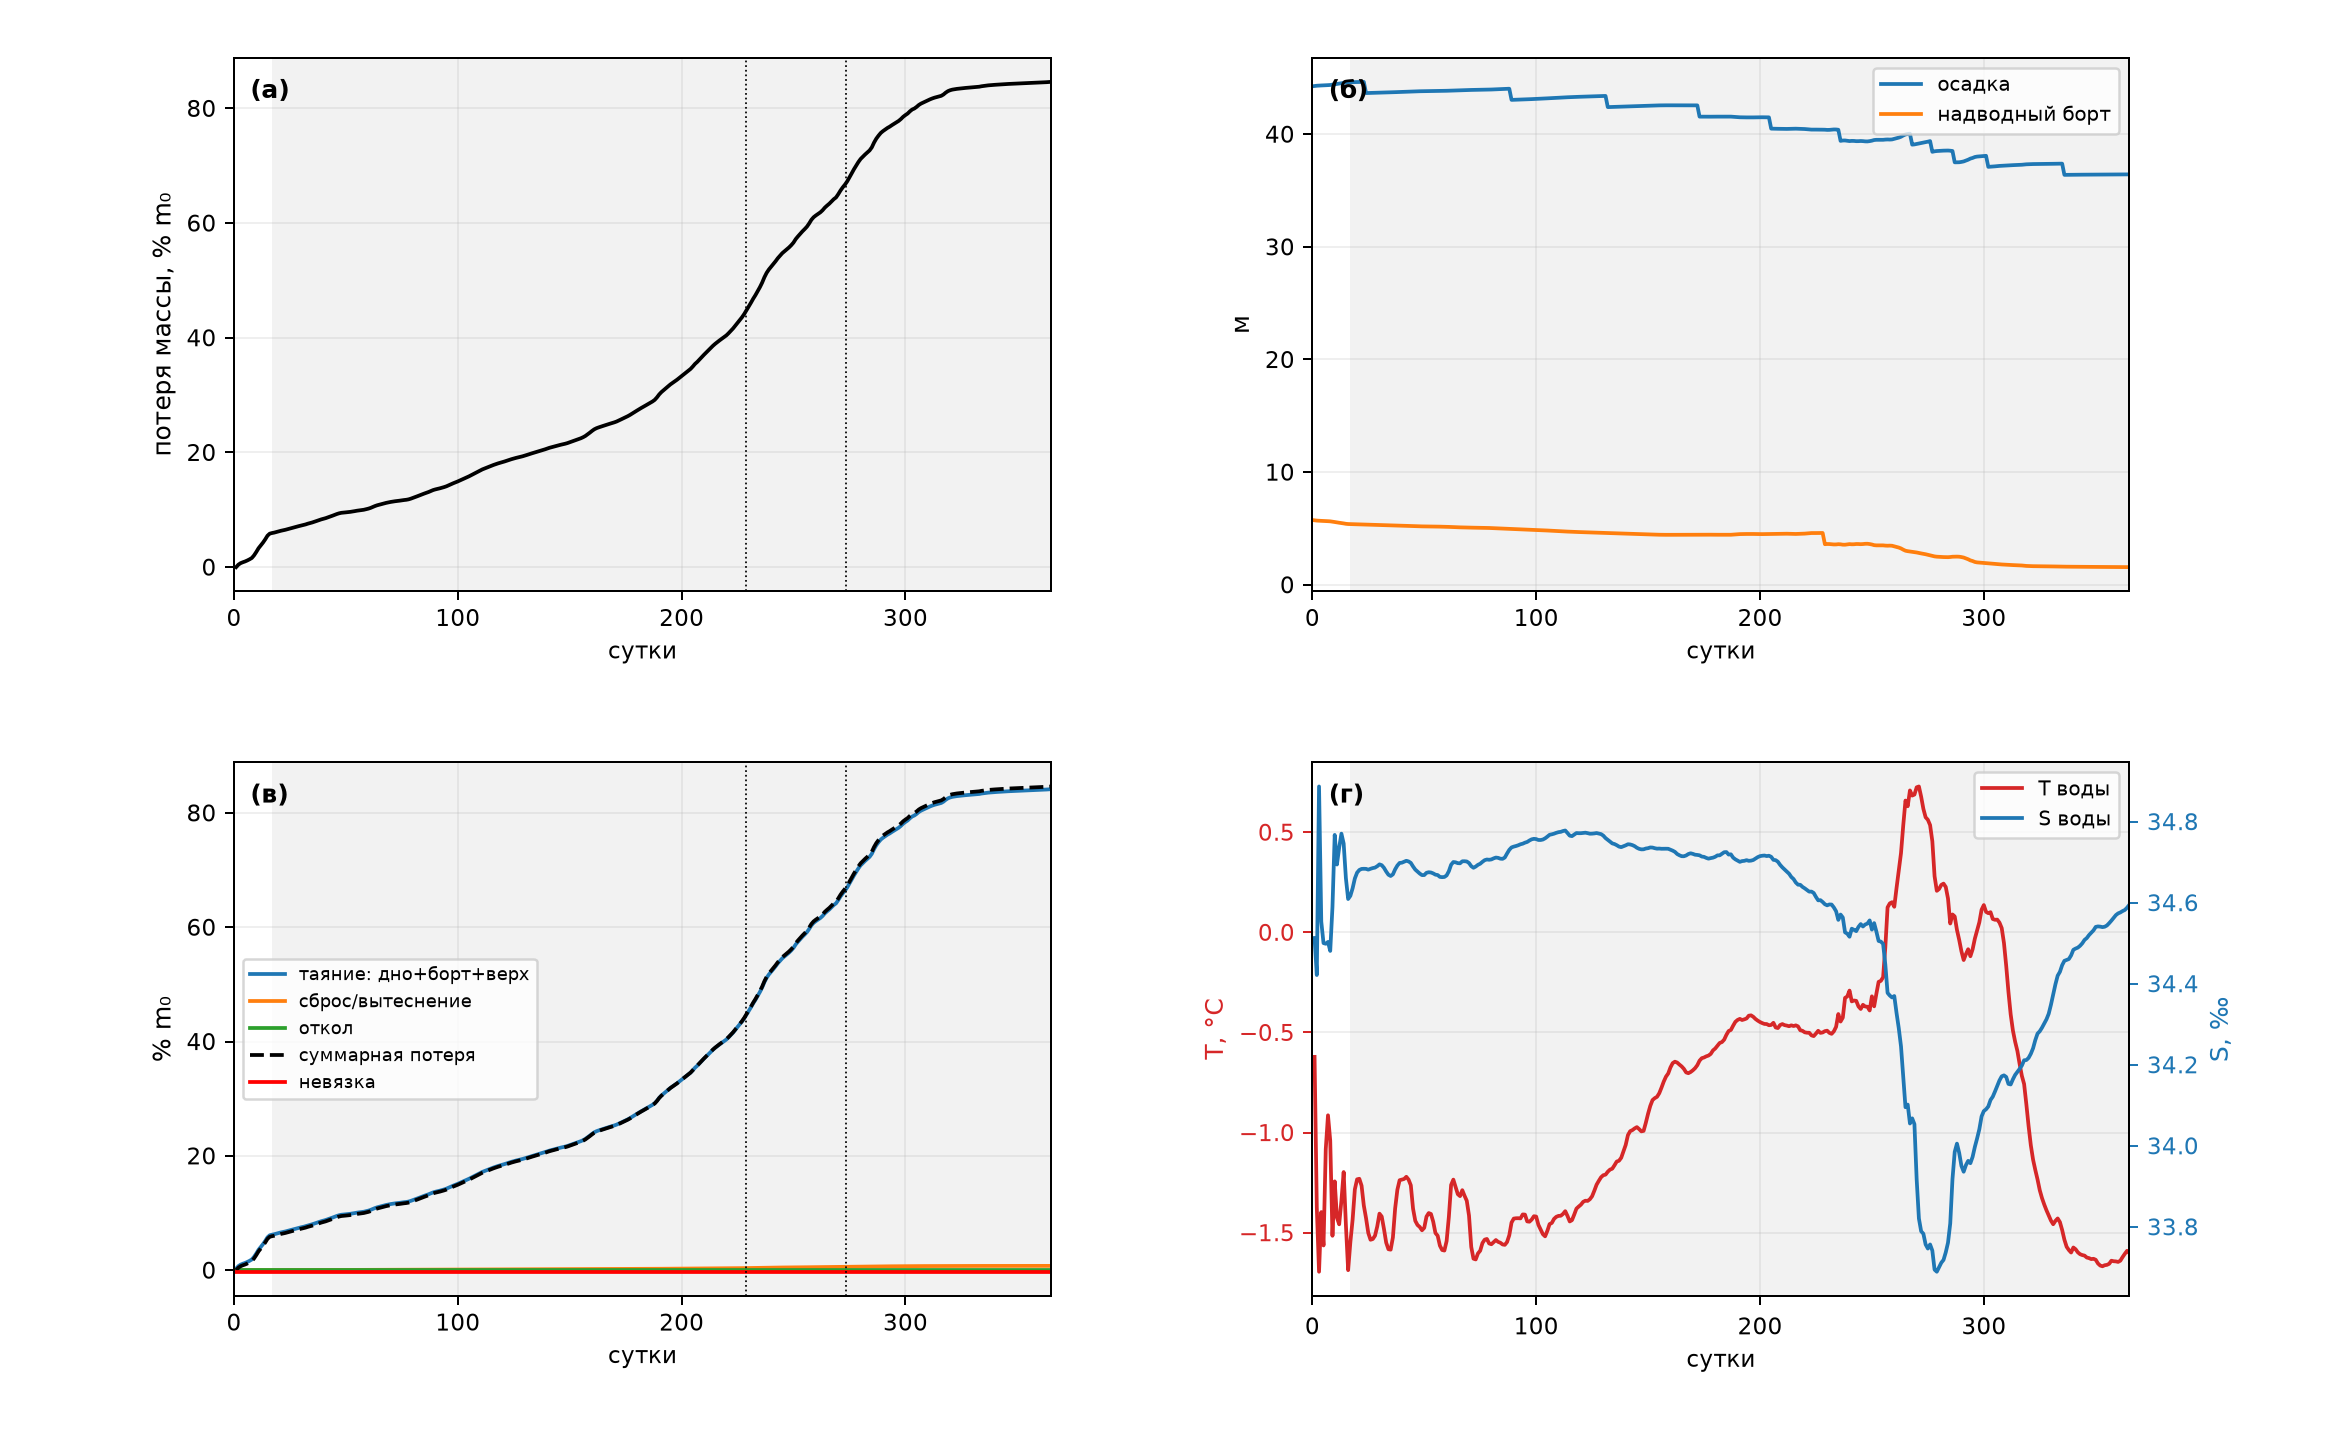 (а)
потеря массы, % m₀
80
60
40
20
0
0 100 200 300
сутки
(б)
осадка
надводный борт
м
40
30
20
10
0
0 100 200 300
сутки
(в)
% m₀
80
60
40
20
0
таяние: дно+борт+верх
сброс/вытеснение
откол
суммарная потеря
невязка
0 100 200 300
сутки
(г)
T воды
S воды
T, °C
0.5
0.0
−0.5
−1.0
−1.5
34.8
34.6
34.4
34.2
34.0
33.8
S, ‰
0 100 200 300
сутки